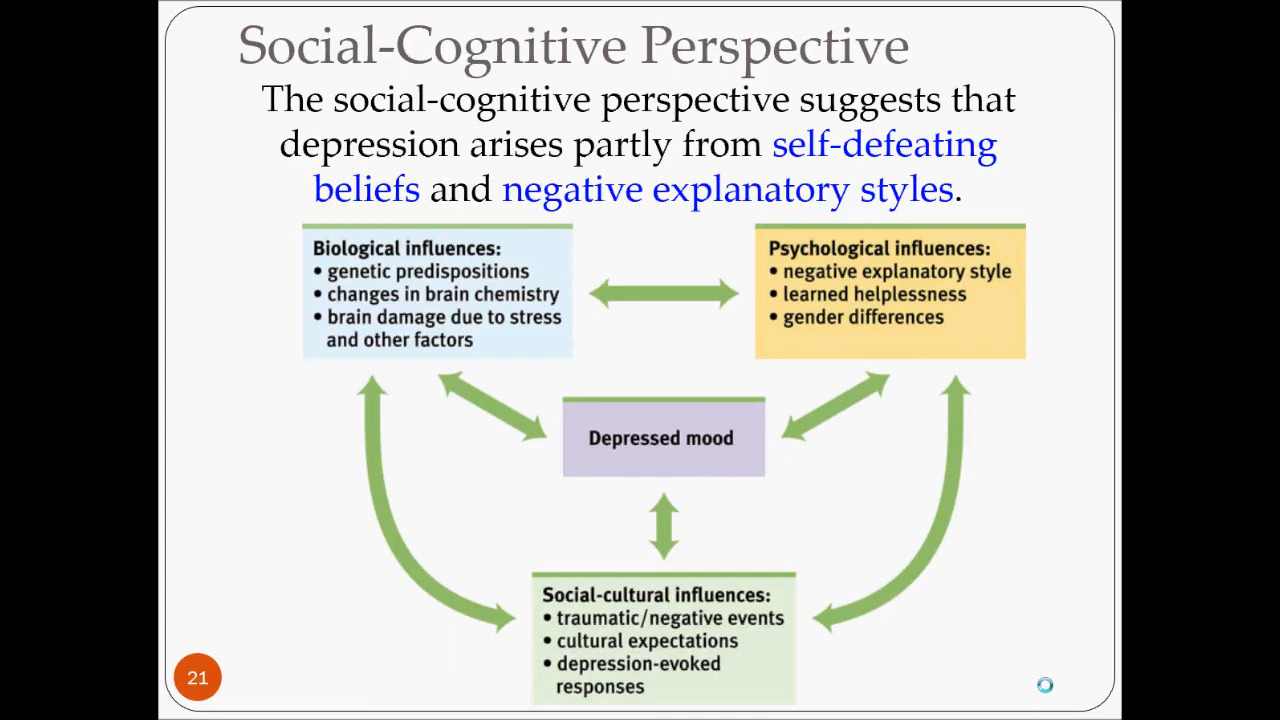 Social-Cognitive Perspective
The social-cognitive perspective suggests that
depression arises partly from self-defeating
beliefs and negative explanatory styles.
Biological influences:
• genetic predispositions
• changes in brain chemistry
• brain damage due to stress
and other factors
Psychological influences:
• negative explanatory style
• learned helplessness
• gender differences
Depressed mood
Social-cultural influences:
• traumatic/negative events
• cultural expectations
• depression-evoked
responses
21